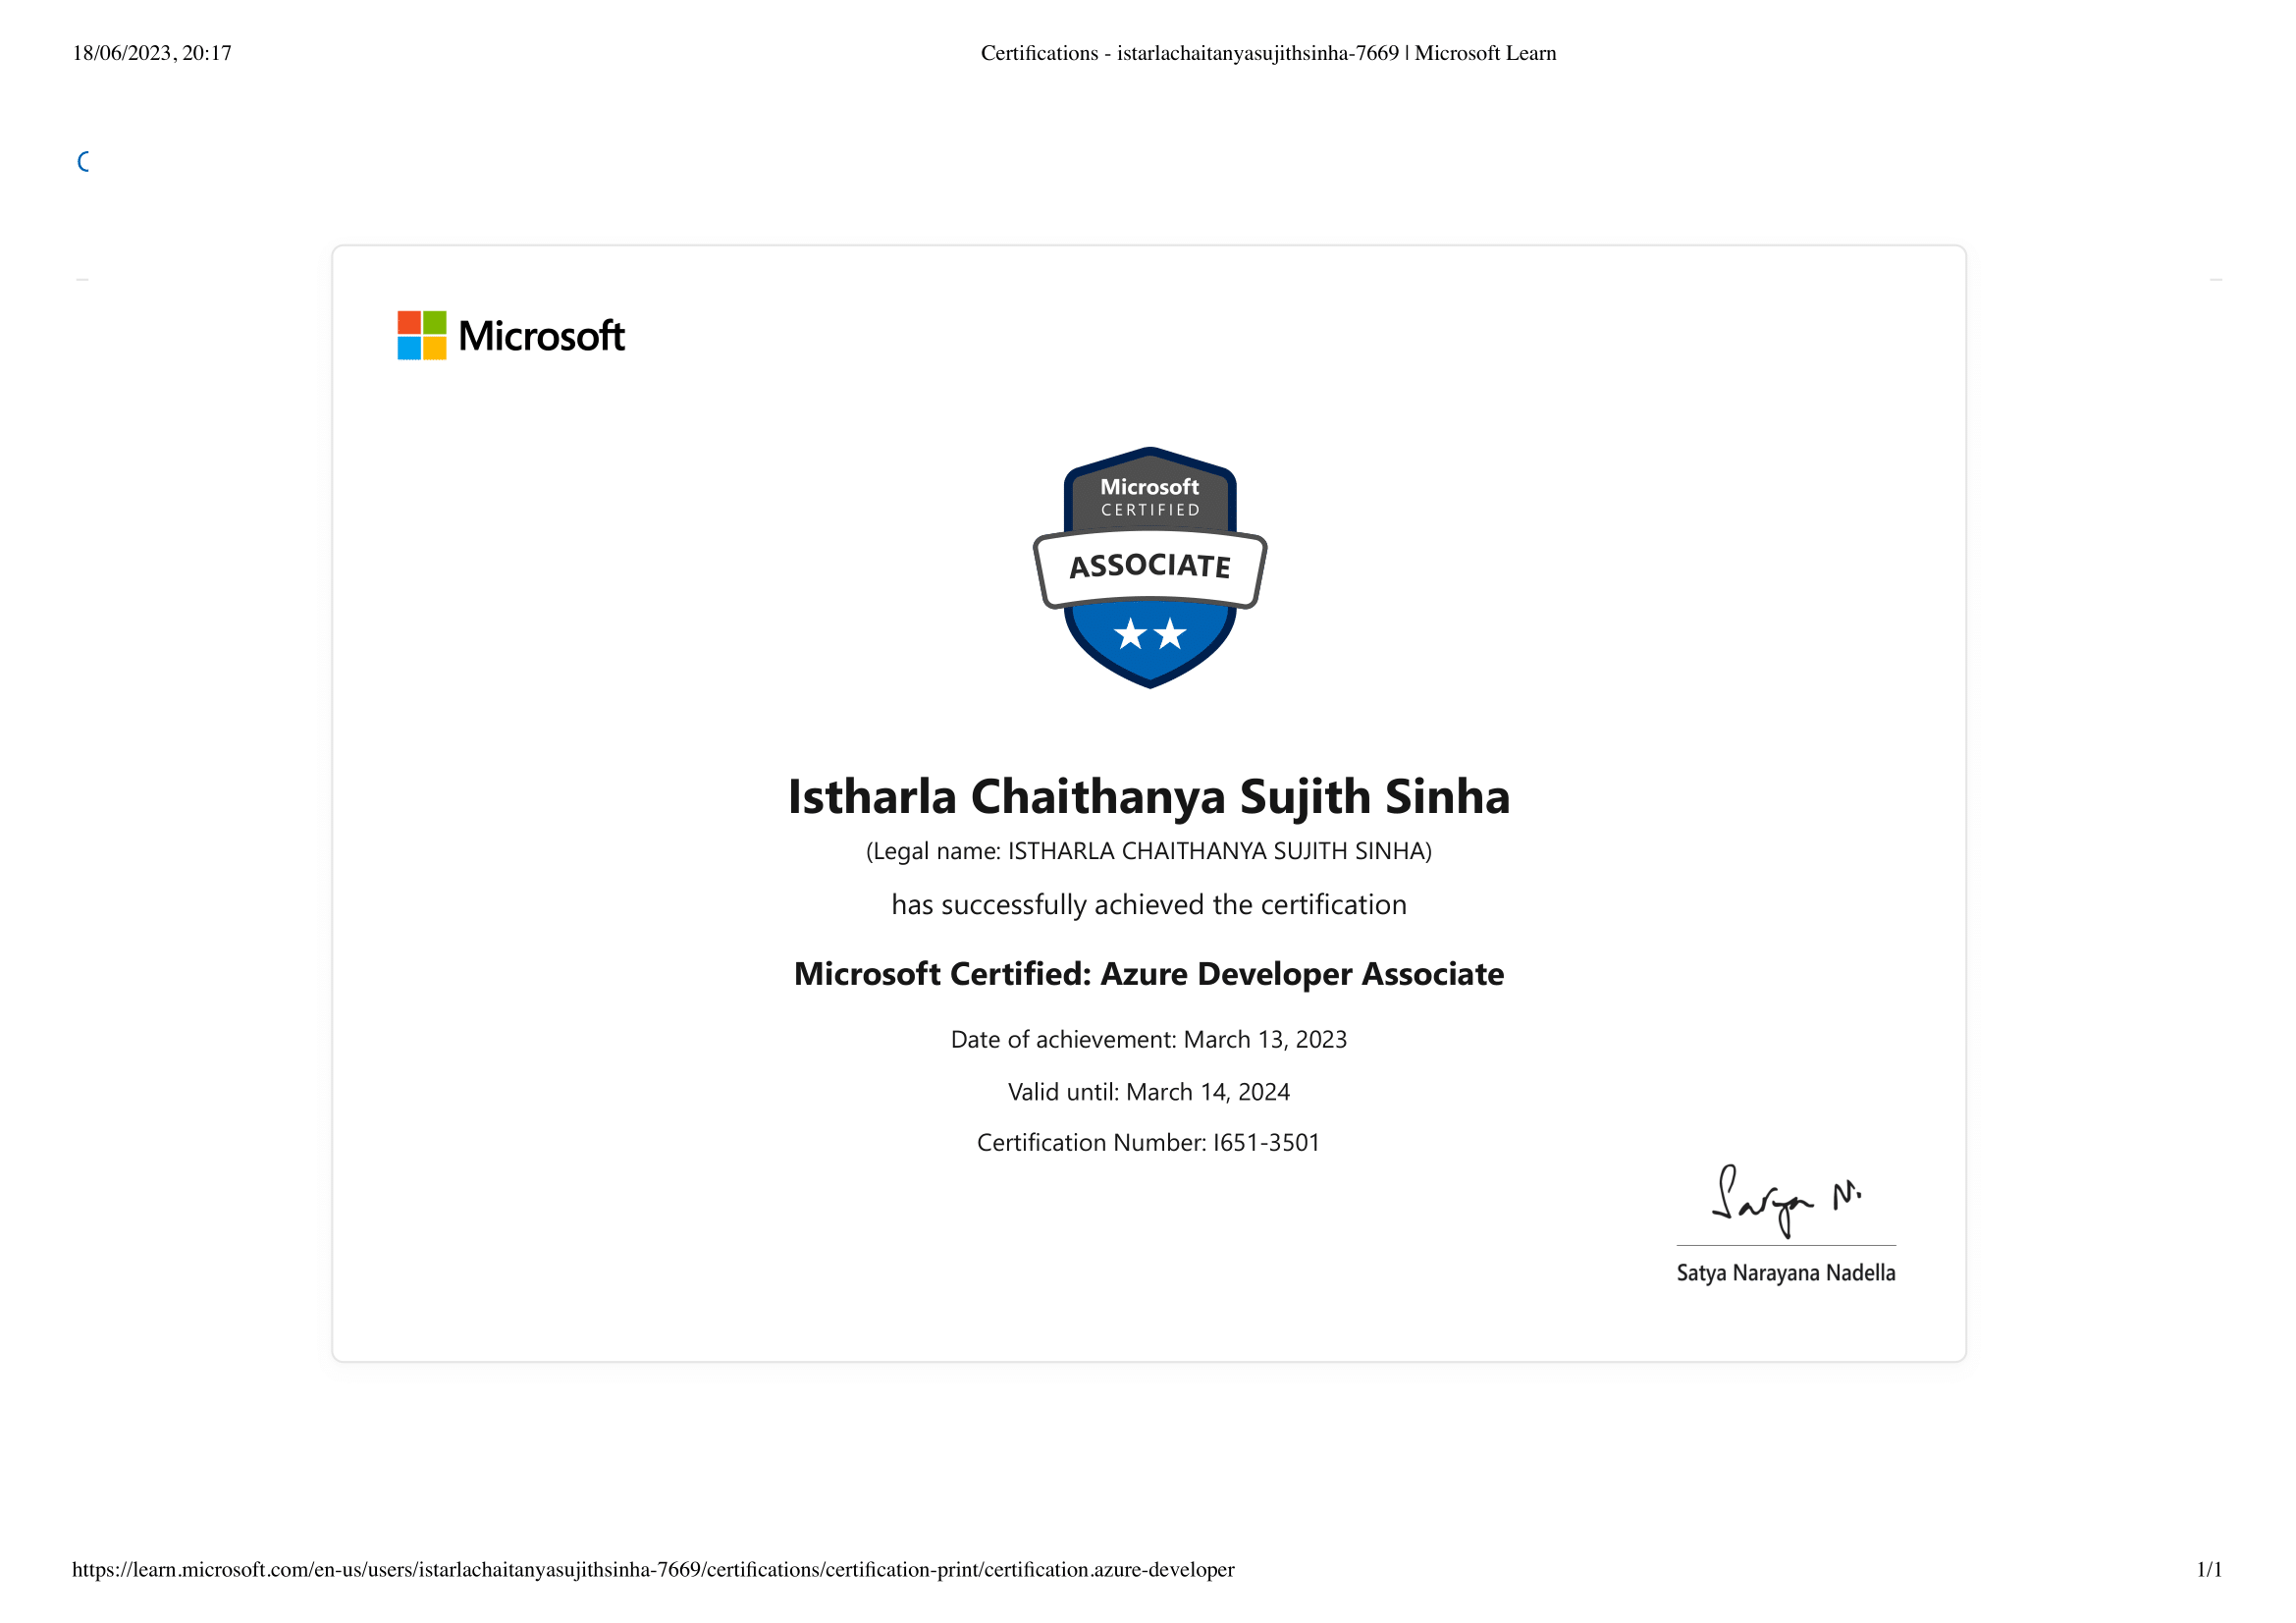 18/06/2023, 20:17
Certifications - istarlachaitanyasujithsinha-7669 | Microsoft Learn
Microsoft
Microsoft
CERTIFIED
ASSOCIATE
Istharla Chaithanya Sujith Sinha
(Legal name: ISTHARLA CHAITHANYA SUJITH SINHA)
has successfully achieved the certification
Microsoft Certified: Azure Developer Associate
Date of achievement: March 13, 2023
Valid until: March 14, 2024
Certification Number: I651-3501
Satya N.
Satya Narayana Nadella
https://learn.microsoft.com/en-us/users/istarlachaitanyasujithsinha-7669/certifications/certification-print/certification.azure-developer
1/1